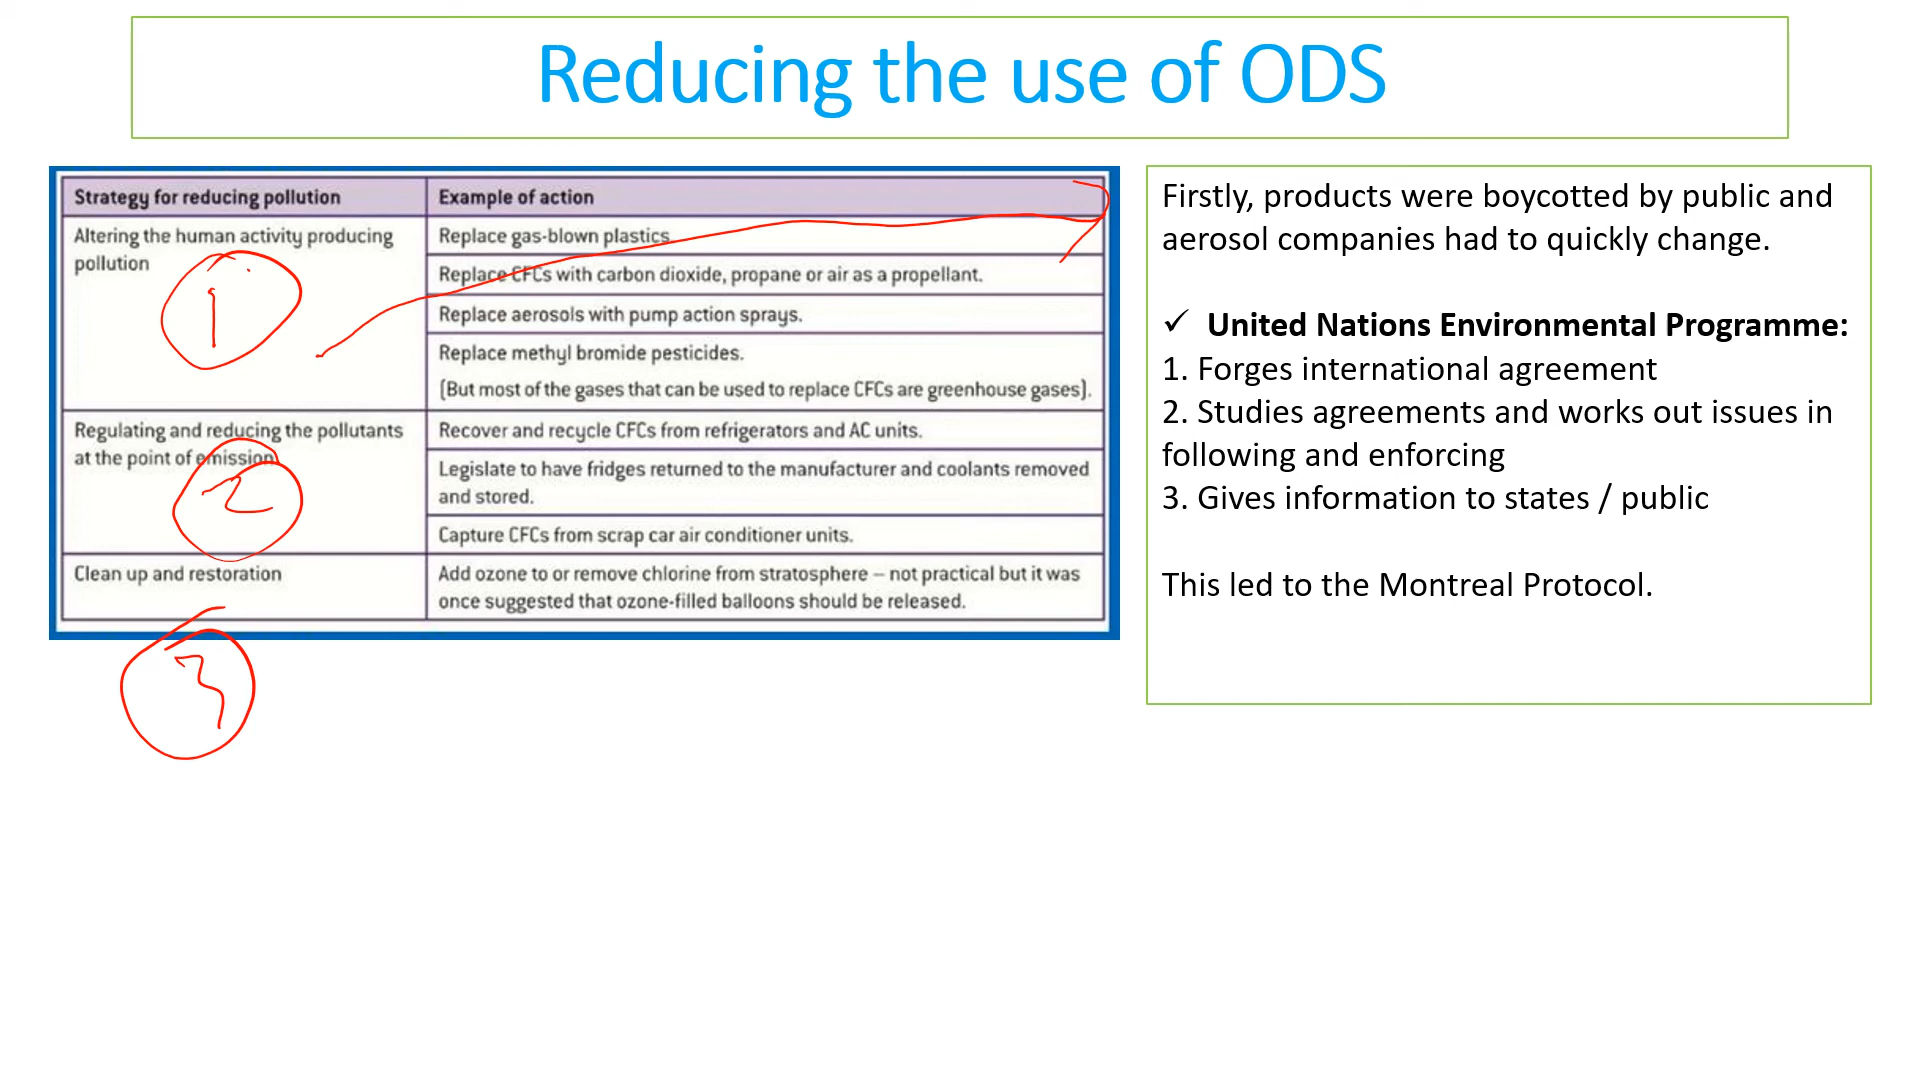 Reducing the use of ODS
Strategy for reducing pollution
Example of action
Altering the human activity producing
pollution
1
Replace gas-blown plastics.
Replace CFCs with carbon dioxide, propane or air as a propellant.
Replace aerosols with pump action sprays.
Replace methyl bromide pesticides.
(But most of the gases that can be used to replace CFCs are greenhouse gases).
Regulating and reducing the pollutants
at the point of emission
2
Recover and recycle CFCs from refrigerators and AC units.
Legislate to have fridges returned to the manufacturer and coolants removed
and stored.
Capture CFCs from scrap car air conditioner units.
Clean up and restoration
3
Add ozone to or remove chlorine from stratosphere – not practical but it was
once suggested that ozone-filled balloons should be released.
Firstly, products were boycotted by public and
aerosol companies had to quickly change.
✓ United Nations Environmental Programme:
1. Forges international agreement
2. Studies agreements and works out issues in
following and enforcing
3. Gives information to states / public
This led to the Montreal Protocol.